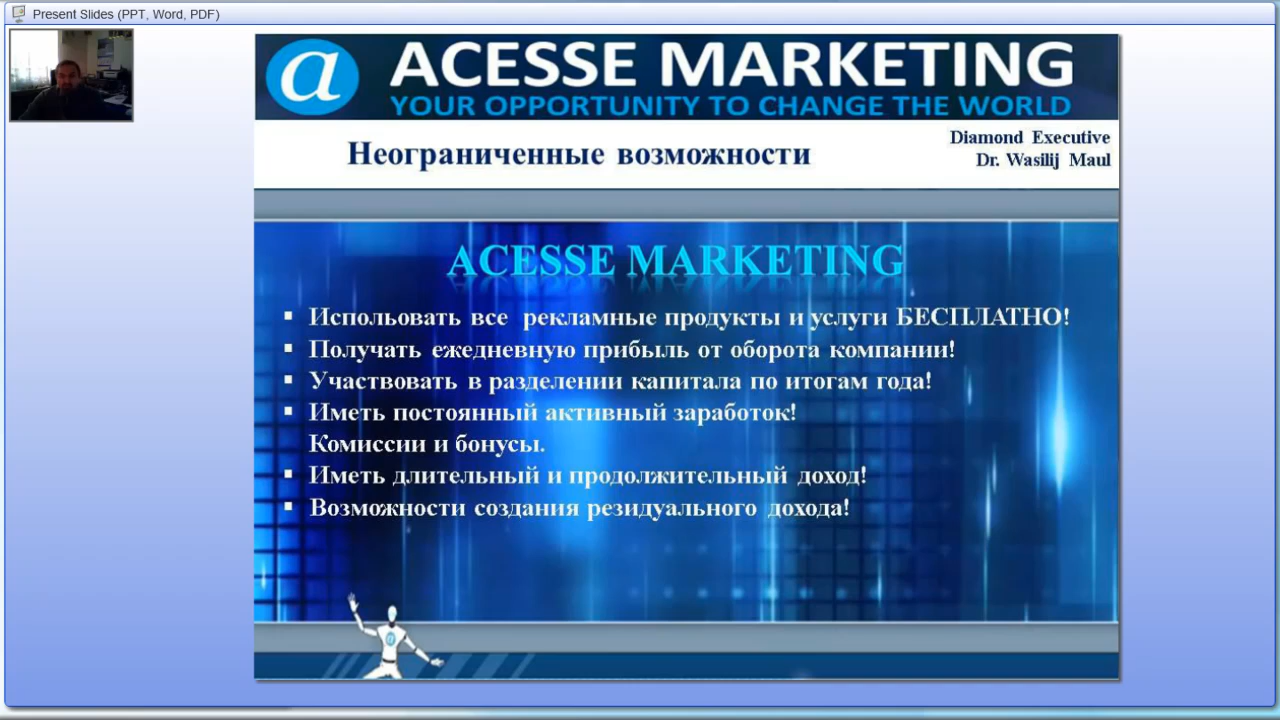 Present Slides (PPT, Word, PDF)
a ACESSE MARKETING
YOUR OPPORTUNITY TO CHANGE THE WORLD
Неограниченные возможности
Diamond Executive
Dr. Wasilij Maul
ACESSE MARKETING
▪ Испольовать все рекламные продукты и услуги БЕСПЛАТНО!
▪ Получать ежедневную прибыль от оборота компании!
▪ Участвовать в разделении капитала по итогам года!
▪ Иметь постоянный активный заработок!
Комиссии и бонусы.
▪ Иметь длительный и продолжительный доход!
▪ Возможности создания резидуального дохода!
a